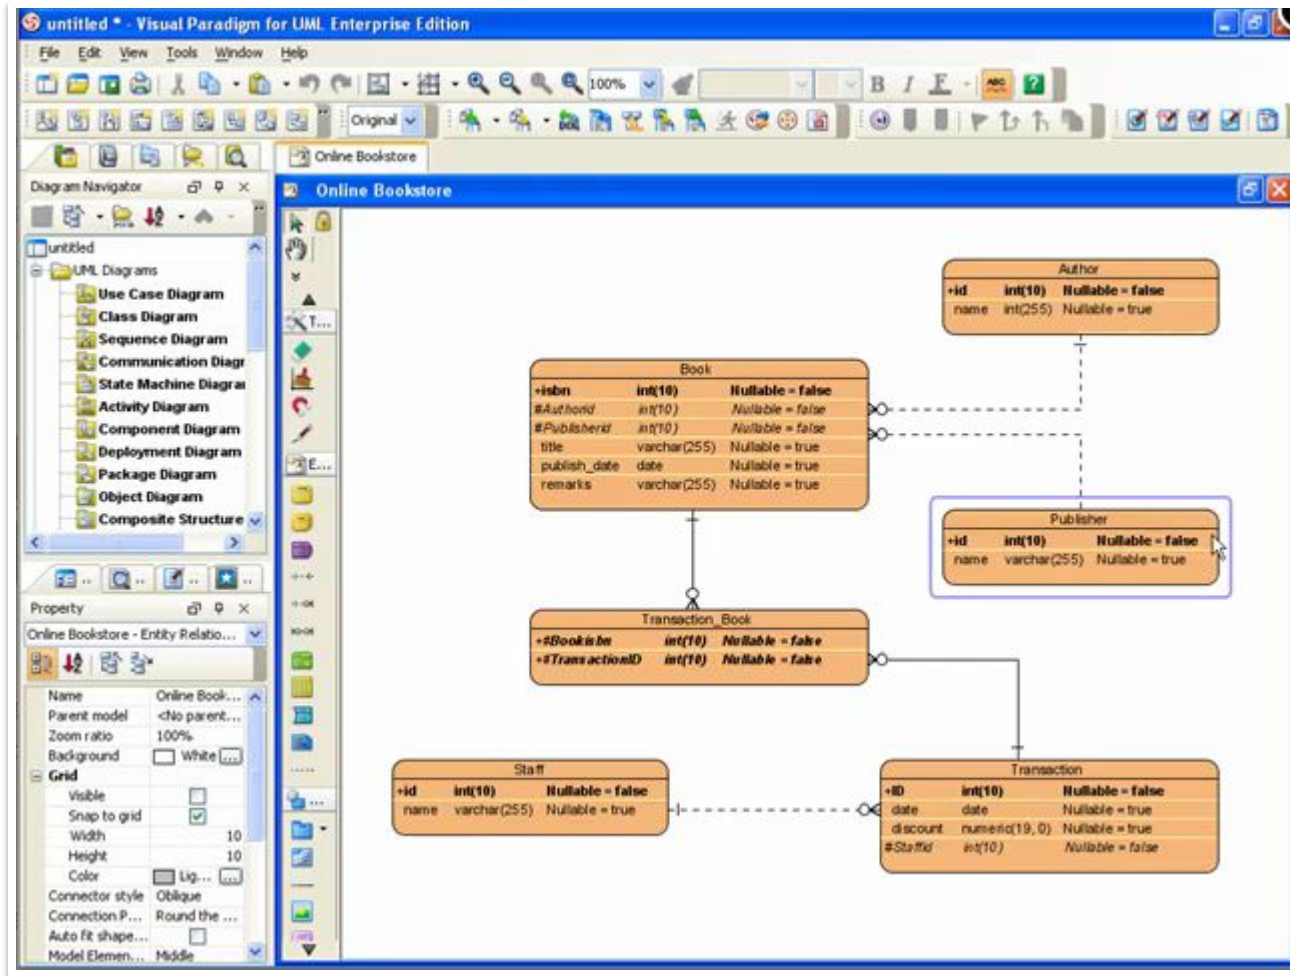 untitled * - Visual Paradigm for UML Enterprise Edition
File Edit View Tools Window Help
100% B I F ABC ?
Original
Online Bookstore
Diagram Navigator
Online Bookstore
untitled
UML Diagrams
Use Case Diagram
Class Diagram
Sequence Diagram
Communication Diagr
State Machine Diagrar
Activity Diagram
Component Diagram
Deployment Diagram
Package Diagram
Object Diagram
Composite Structure
T...
E...
Property
Online Bookstore - Entity Relatio...
Name Online Book...
Parent model <No parent...
Zoom ratio 100%
Background White ...
Grid
Visible
Snap to grid
Width 10
Height 10
Color Lig... ...
Connector style Oblique
Connection P... Round the ...
Auto fit shape...
Model Elemen... Middle
Author
+id int(10) Nullable = false
name int(255) Nullable = true
Book
+isbn int(10) Nullable = false
#Authorid int(10) Nullable = false
#Publisherid int(10) Nullable = false
title varchar(255) Nullable = true
publish_date date Nullable = true
remarks varchar(255) Nullable = true
Publisher
+id int(10) Nullable = false
name varchar(255) Nullable = true
Transaction_Book
+#Bookisbn int(10) Nullable = false
+#TransactionID int(10) Nullable = false
Staff
+id int(10) Nullable = false
name varchar(255) Nullable = true
Transaction
+ID int(10) Nullable = false
date date Nullable = true
discount numeric(19, 0) Nullable = true
#Staffid int(10) Nullable = false